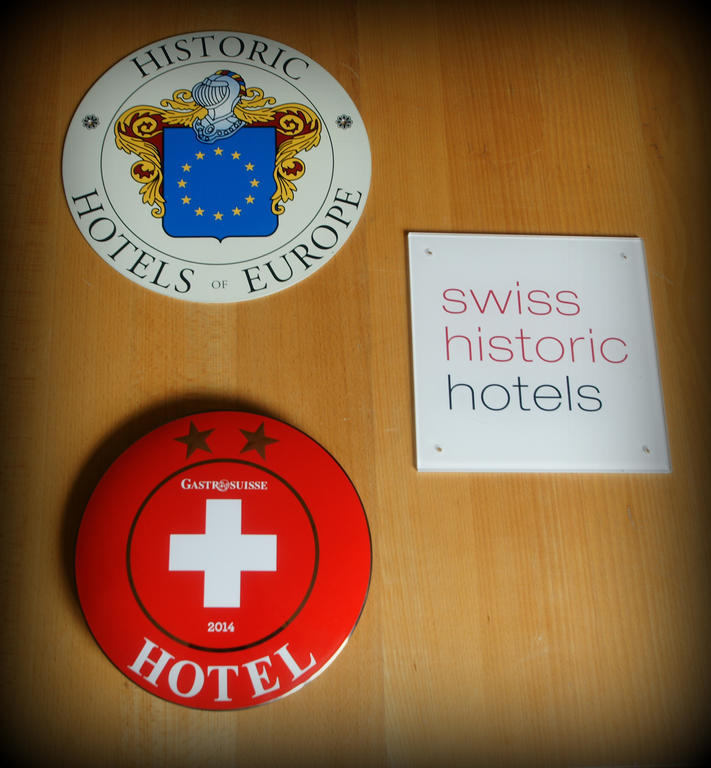 HISTORIC
HOTELS OF EUROPE
swiss
historic
hotels
GASTROSUISSE
2014
HOTEL